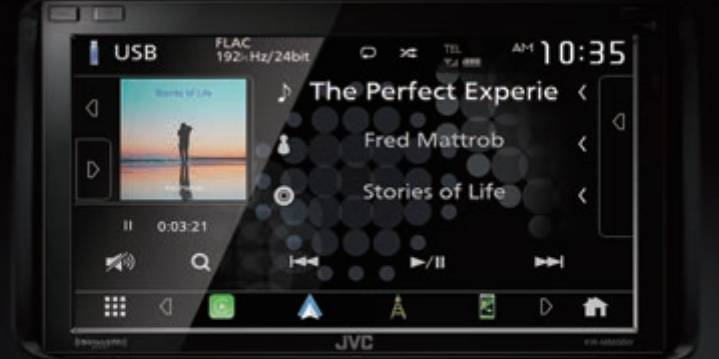 USB
FLAC
192kHz/24bit
TEL
AM 10:35
Stories of Life
The Perfect Experie
Fred Mattrob
Stories of Life
0:03:21
JVC